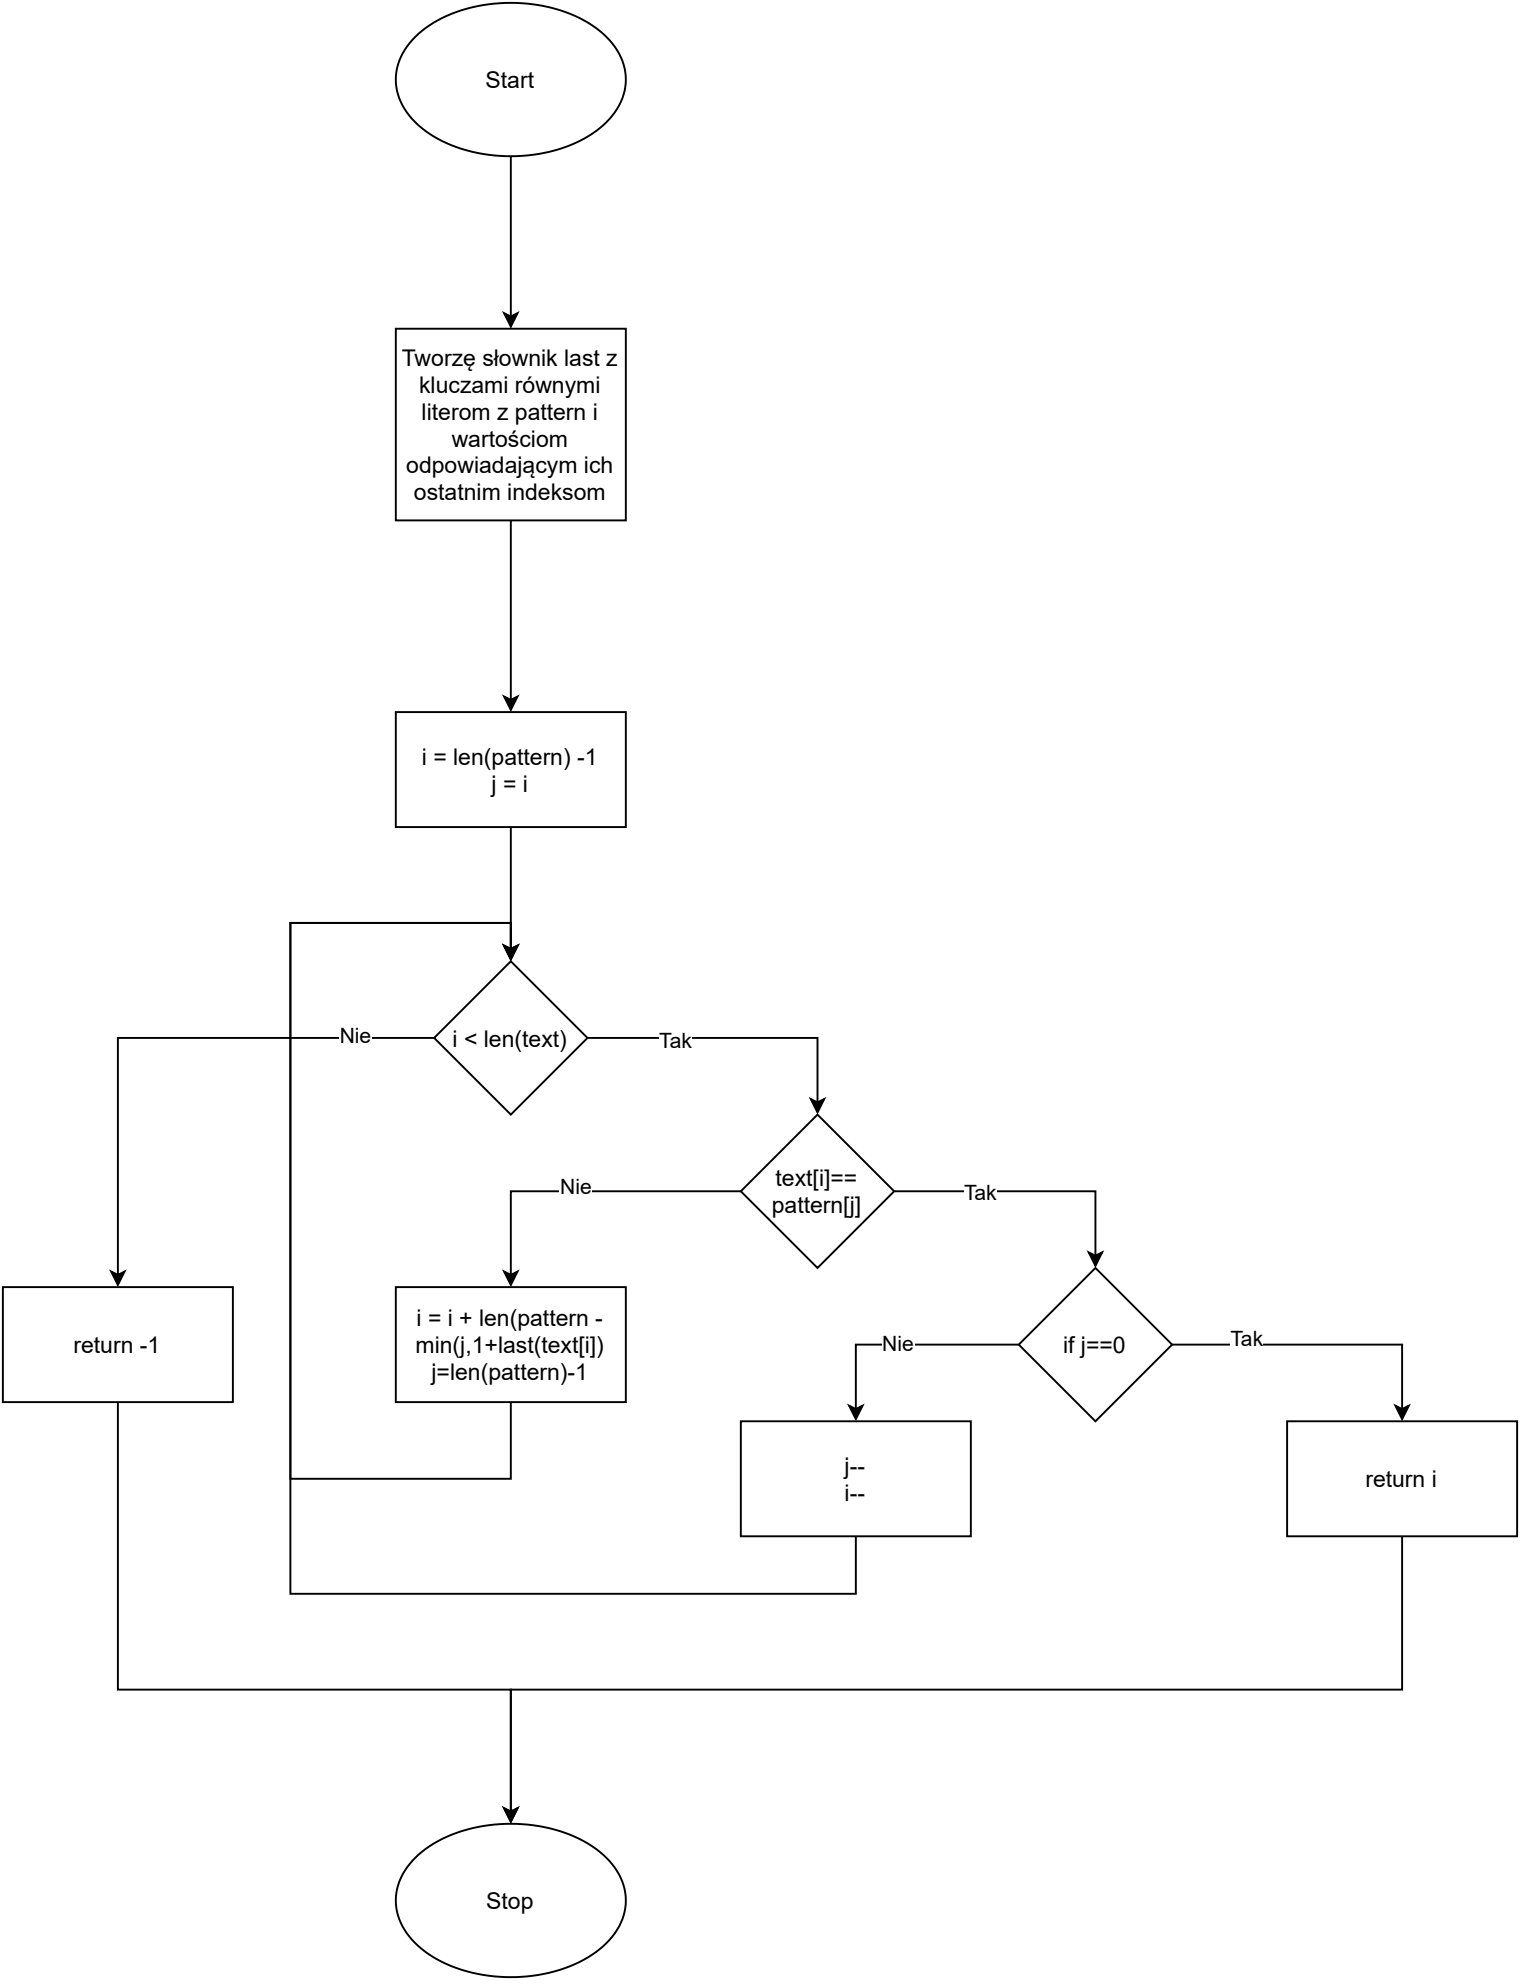 Start
Tworzę słownik last z
kluczami równymi
literom z pattern i
wartościom
odpowiadającym ich
ostatnim indeksom
i = len(pattern) -1
j = i
i < len(text)
Nie
Tak
text[i]==
pattern[j]
Nie
Tak
return -1
i = i + len(pattern -
min(j,1+last(text[i])
j=len(pattern)-1
if j==0
Nie
Tak
j--
i--
return i
Stop